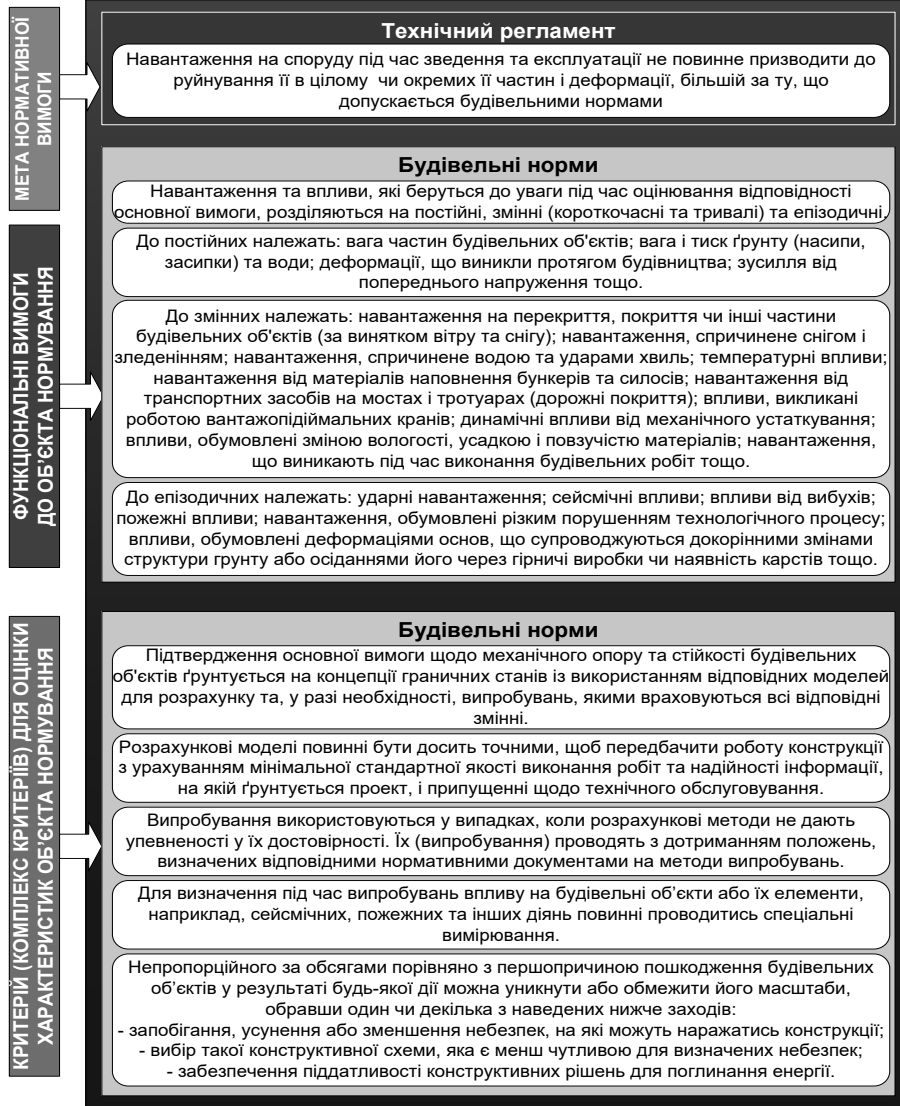 МЕТА НОРМАТИВНОЇ
ВИМОГИ
Технічний регламент
Навантаження на споруду під час зведення та експлуатації не повинне призводити до
руйнування її в цілому чи окремих її частин і деформації, більшій за ту, що
допускається будівельними нормами
ФУНКЦІОНАЛЬНІ ВИМОГИ
ДО ОБ'ЄКТА НОРМУВАННЯ
Будівельні норми
Навантаження та впливи, які беруться до уваги під час оцінювання відповідності
основної вимоги, розділяються на постійні, змінні (короткочасні та тривалі) та епізодичні.
До постійних належать: вага частин будівельних об'єктів; вага і тиск ґрунту (насипи,
засипки) та води; деформації, що виникли протягом будівництва; зусилля від
попереднього напруження тощо.
До змінних належать: навантаження на перекриття, покриття чи інші частини
будівельних об'єктів (за винятком вітру та снігу); навантаження, спричинене снігом і
зледенінням; навантаження, спричинене водою та ударами хвиль; температурні впливи;
навантаження від матеріалів наповнення бункерів та силосів; навантаження від
транспортних засобів на мостах і тротуарах (дорожні покриття); впливи, викликані
роботою вантажопідіймальних кранів; динамічні впливи від механічного устаткування;
впливи, обумовлені зміною вологості, усадкою і повзучістю матеріалів; навантаження,
що виникають під час виконання будівельних робіт тощо.
До епізодичних належать: ударні навантаження; сейсмічні впливи; впливи від вибухів;
пожежні впливи; навантаження, обумовлені різким порушенням технологічного процесу;
впливи, обумовлені деформаціями основ, що супроводжуються докорінними змінами
структури грунту або осіданнями його через гірничі виробки чи наявність карстів тощо.
КРИТЕРІЙ (КОМПЛЕКС КРИТЕРІЇВ) ДЛЯ ОЦІНКИ
ХАРАКТЕРИСТИК ОБ'ЄКТА НОРМУВАННЯ
Будівельні норми
Підтвердження основної вимоги щодо механічного опору та стійкості будівельних
об'єктів ґрунтується на концепції граничних станів із використанням відповідних моделей
для розрахунку та, у разі необхідності, випробувань, якими враховуються всі відповідні
змінні.
Розрахункові моделі повинні бути досить точними, щоб передбачити роботу конструкції
з урахуванням мінімальної стандартної якості виконання робіт та надійності інформації,
на якій ґрунтується проект, і припущенні щодо технічного обслуговування.
Випробування використовуються у випадках, коли розрахункові методи не дають
упевненості у їх достовірності. Їх (випробування) проводять з дотриманням положень,
визначених відповідними нормативними документами на методи випробувань.
Для визначення під час випробувань впливу на будівельні об’єкти або їх елементи,
наприклад, сейсмічних, пожежних та інших діянь повинні проводитись спеціальні
вимірювання.
Непропорційного за обсягами порівняно з першопричиною пошкодження будівельних
об’єктів у результаті будь-якої дії можна уникнути або обмежити його масштаби,
обравши один чи декілька з наведених нижче заходів:
- запобігання, усунення або зменшення небезпек, на які можуть наражатись конструкції;
- вибір такої конструктивної схеми, яка є менш чутливою для визначених небезпек;
- забезпечення піддатливості конструктивних рішень для поглинання енергії.